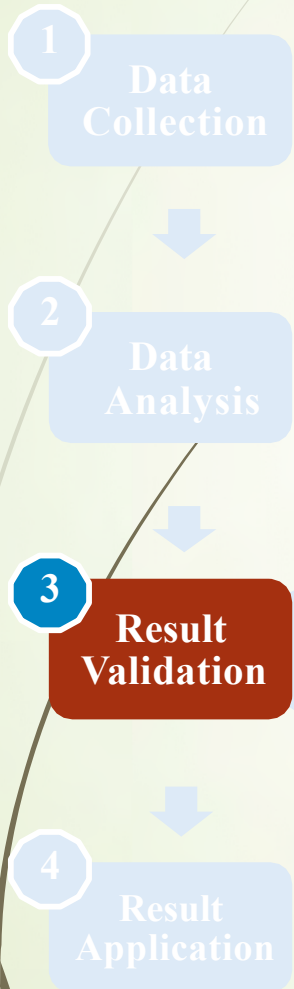 1
Data
Collection
2
Data
Analysis
3
Result
Validation
4
Result
Application